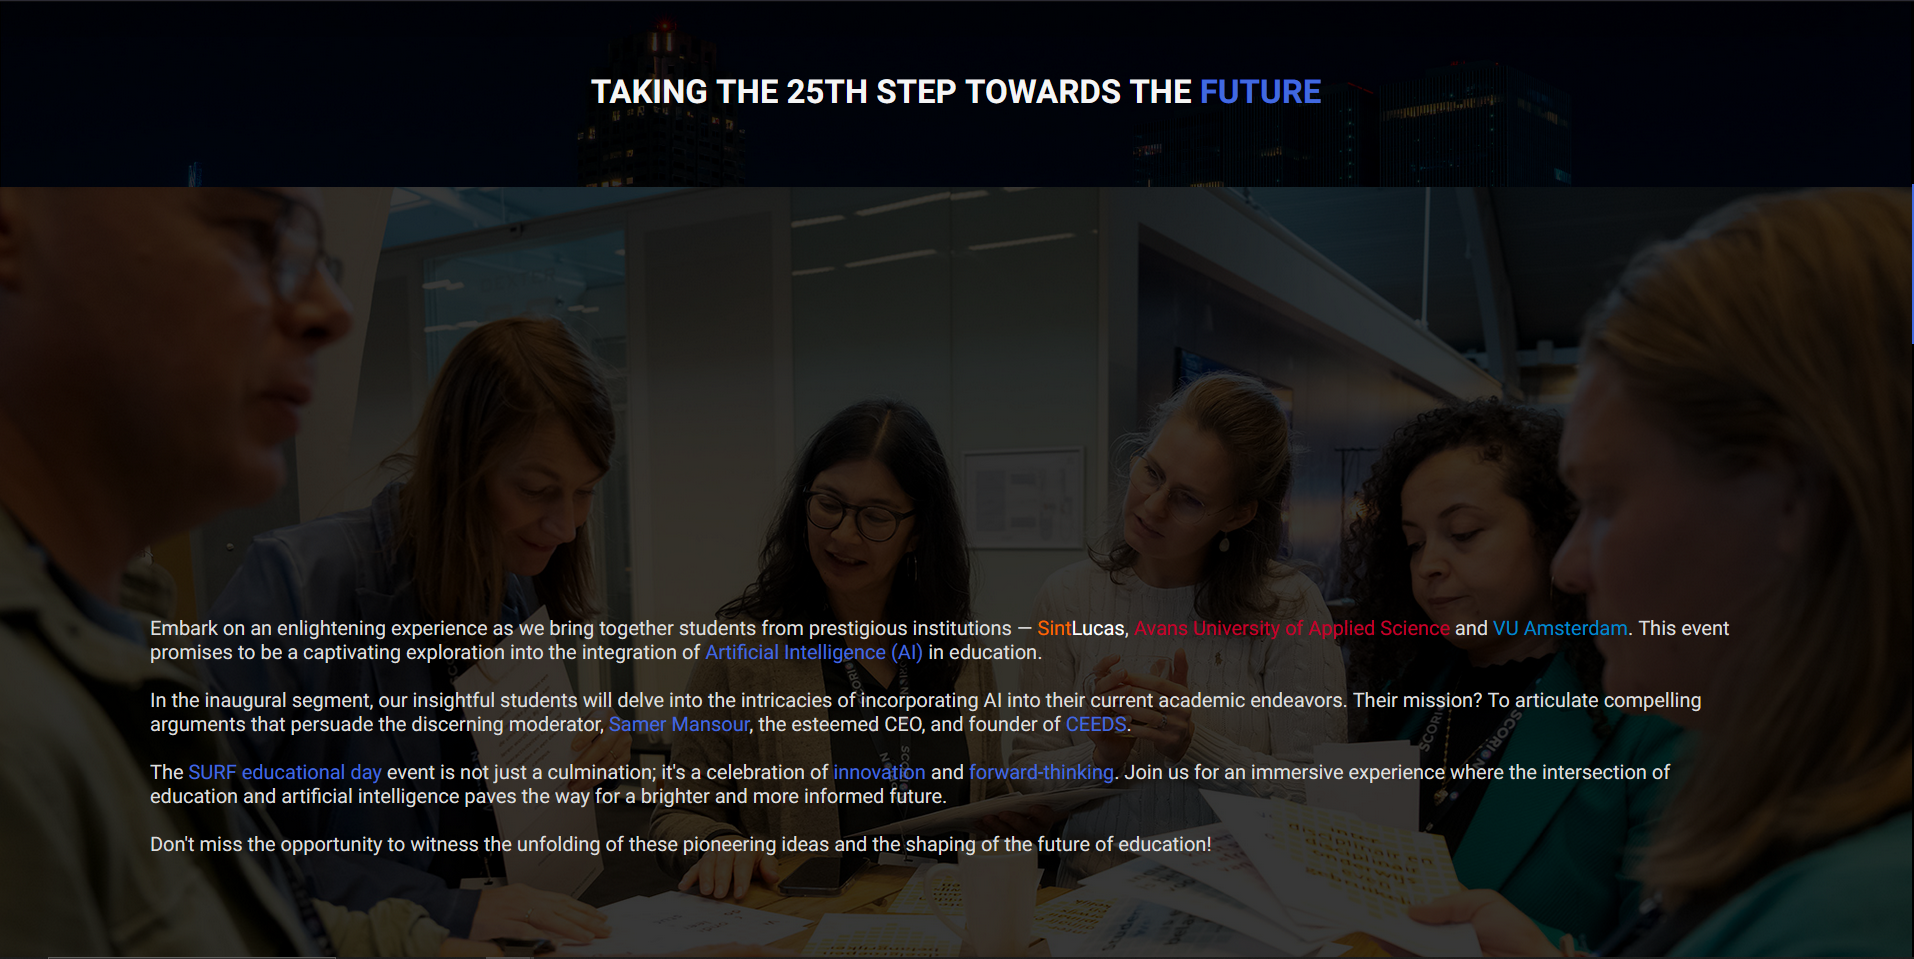 TAKING THE 25TH STEP TOWARDS THE FUTURE
Embark on an enlightening experience as we bring together students from prestigious institutions — SintLucas, Avans University of Applied Science and VU Amsterdam. This event
promises to be a captivating exploration into the integration of Artificial Intelligence (AI) in education.
In the inaugural segment, our insightful students will delve into the intricacies of incorporating AI into their current academic endeavors. Their mission? To articulate compelling
arguments that persuade the discerning moderator, Samer Mansour, the esteemed CEO, and founder of CEEDS.
The SURF educational day event is not just a culmination; it's a celebration of innovation and forward-thinking. Join us for an immersive experience where the intersection of
education and artificial intelligence paves the way for a brighter and more informed future.
Don't miss the opportunity to witness the unfolding of these pioneering ideas and the shaping of the future of education!